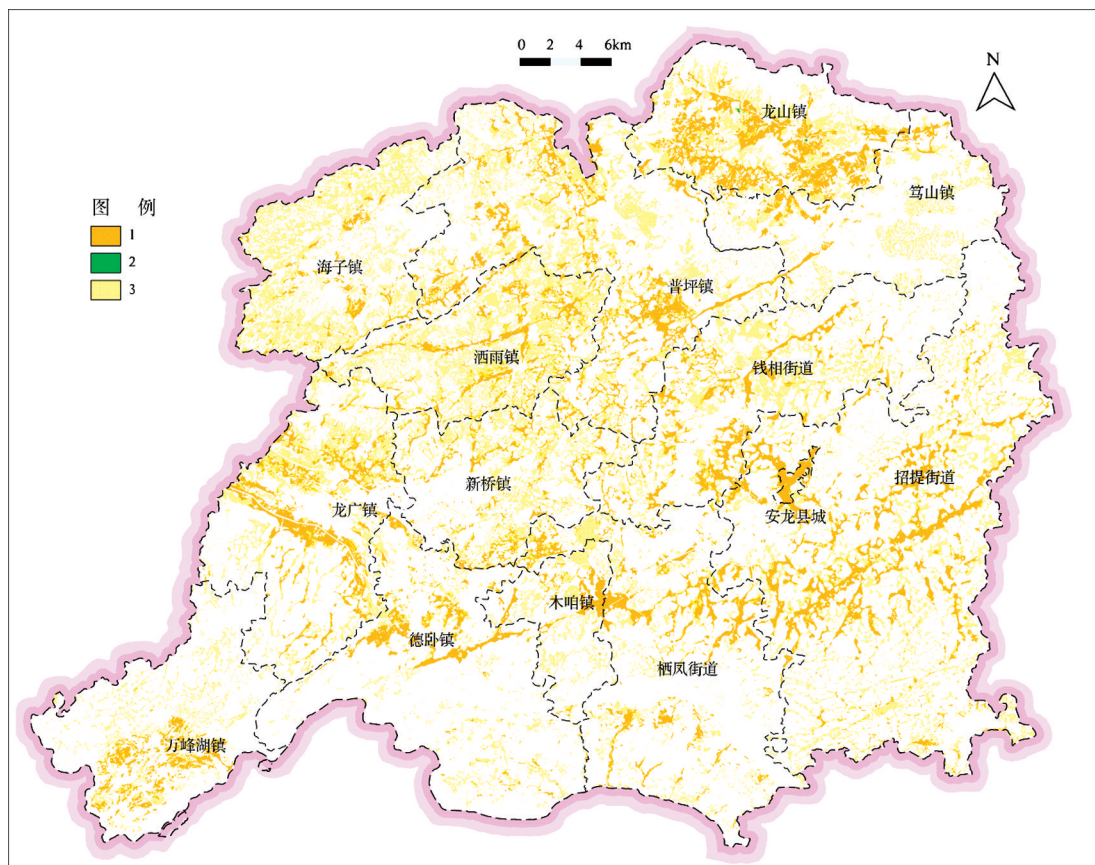 0 2 4 6km
N
龙山镇
笃山镇
图 例
1
2
3
海子镇
普坪镇
洒雨镇
钱相街道
新桥镇
招提街道
龙广镇
安龙县城
木咱镇
德卧镇
栖凤街道
万峰湖镇